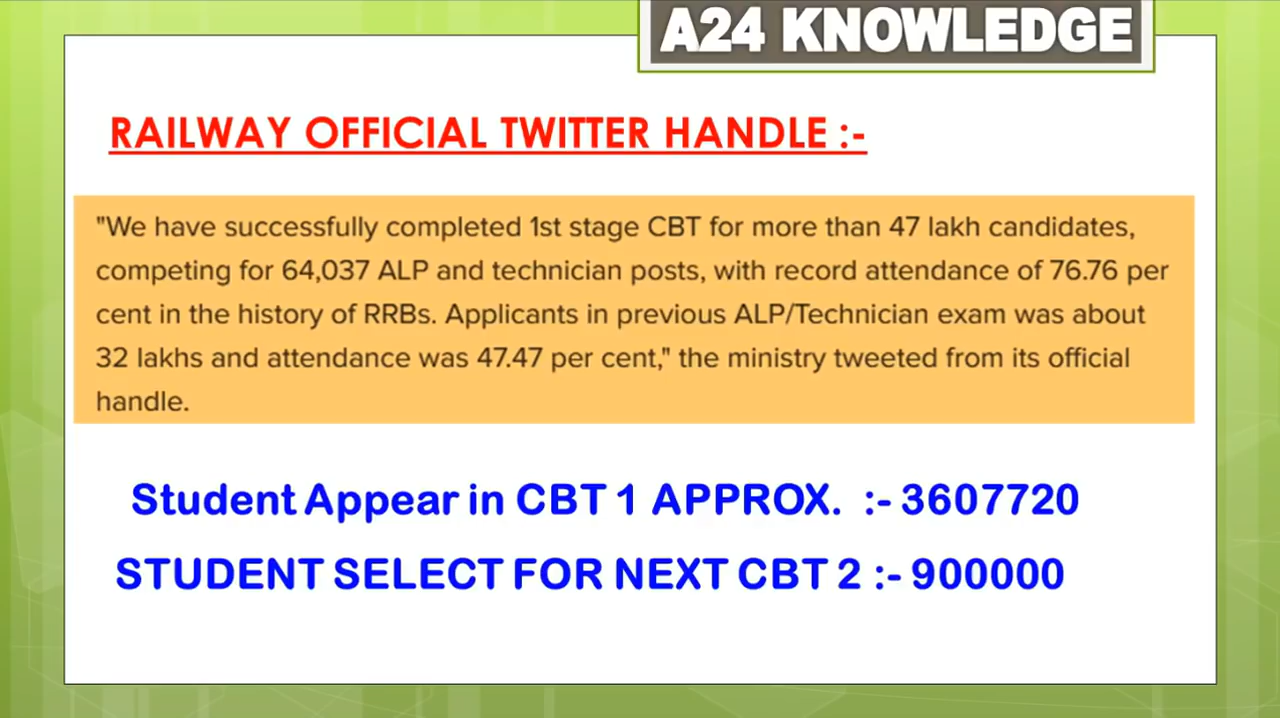 A24 KNOWLEDGE
RAILWAY OFFICIAL TWITTER HANDLE :-
"We have successfully completed 1st stage CBT for more than 47 lakh candidates,
competing for 64,037 ALP and technician posts, with record attendance of 76.76 per
cent in the history of RRBs. Applicants in previous ALP/Technician exam was about
32 lakhs and attendance was 47.47 per cent," the ministry tweeted from its official
handle.
Student Appear in CBT 1 APPROX. :- 3607720
STUDENT SELECT FOR NEXT CBT 2 :- 900000